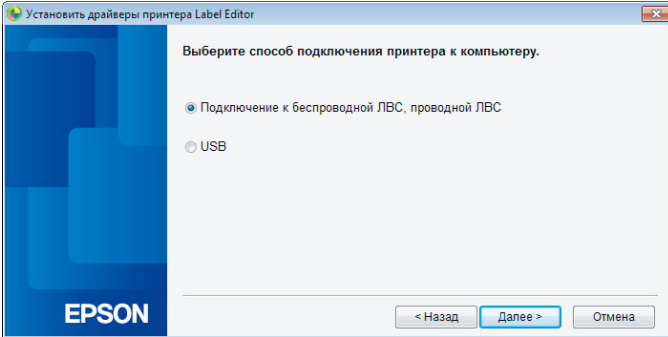 Установить драйверы принтера Label Editor
Выберите способ подключения принтера к компьютеру.
Подключение к беспроводной ЛВС, проводной ЛВС
USB
EPSON
< Назад
Далее >
Отмена